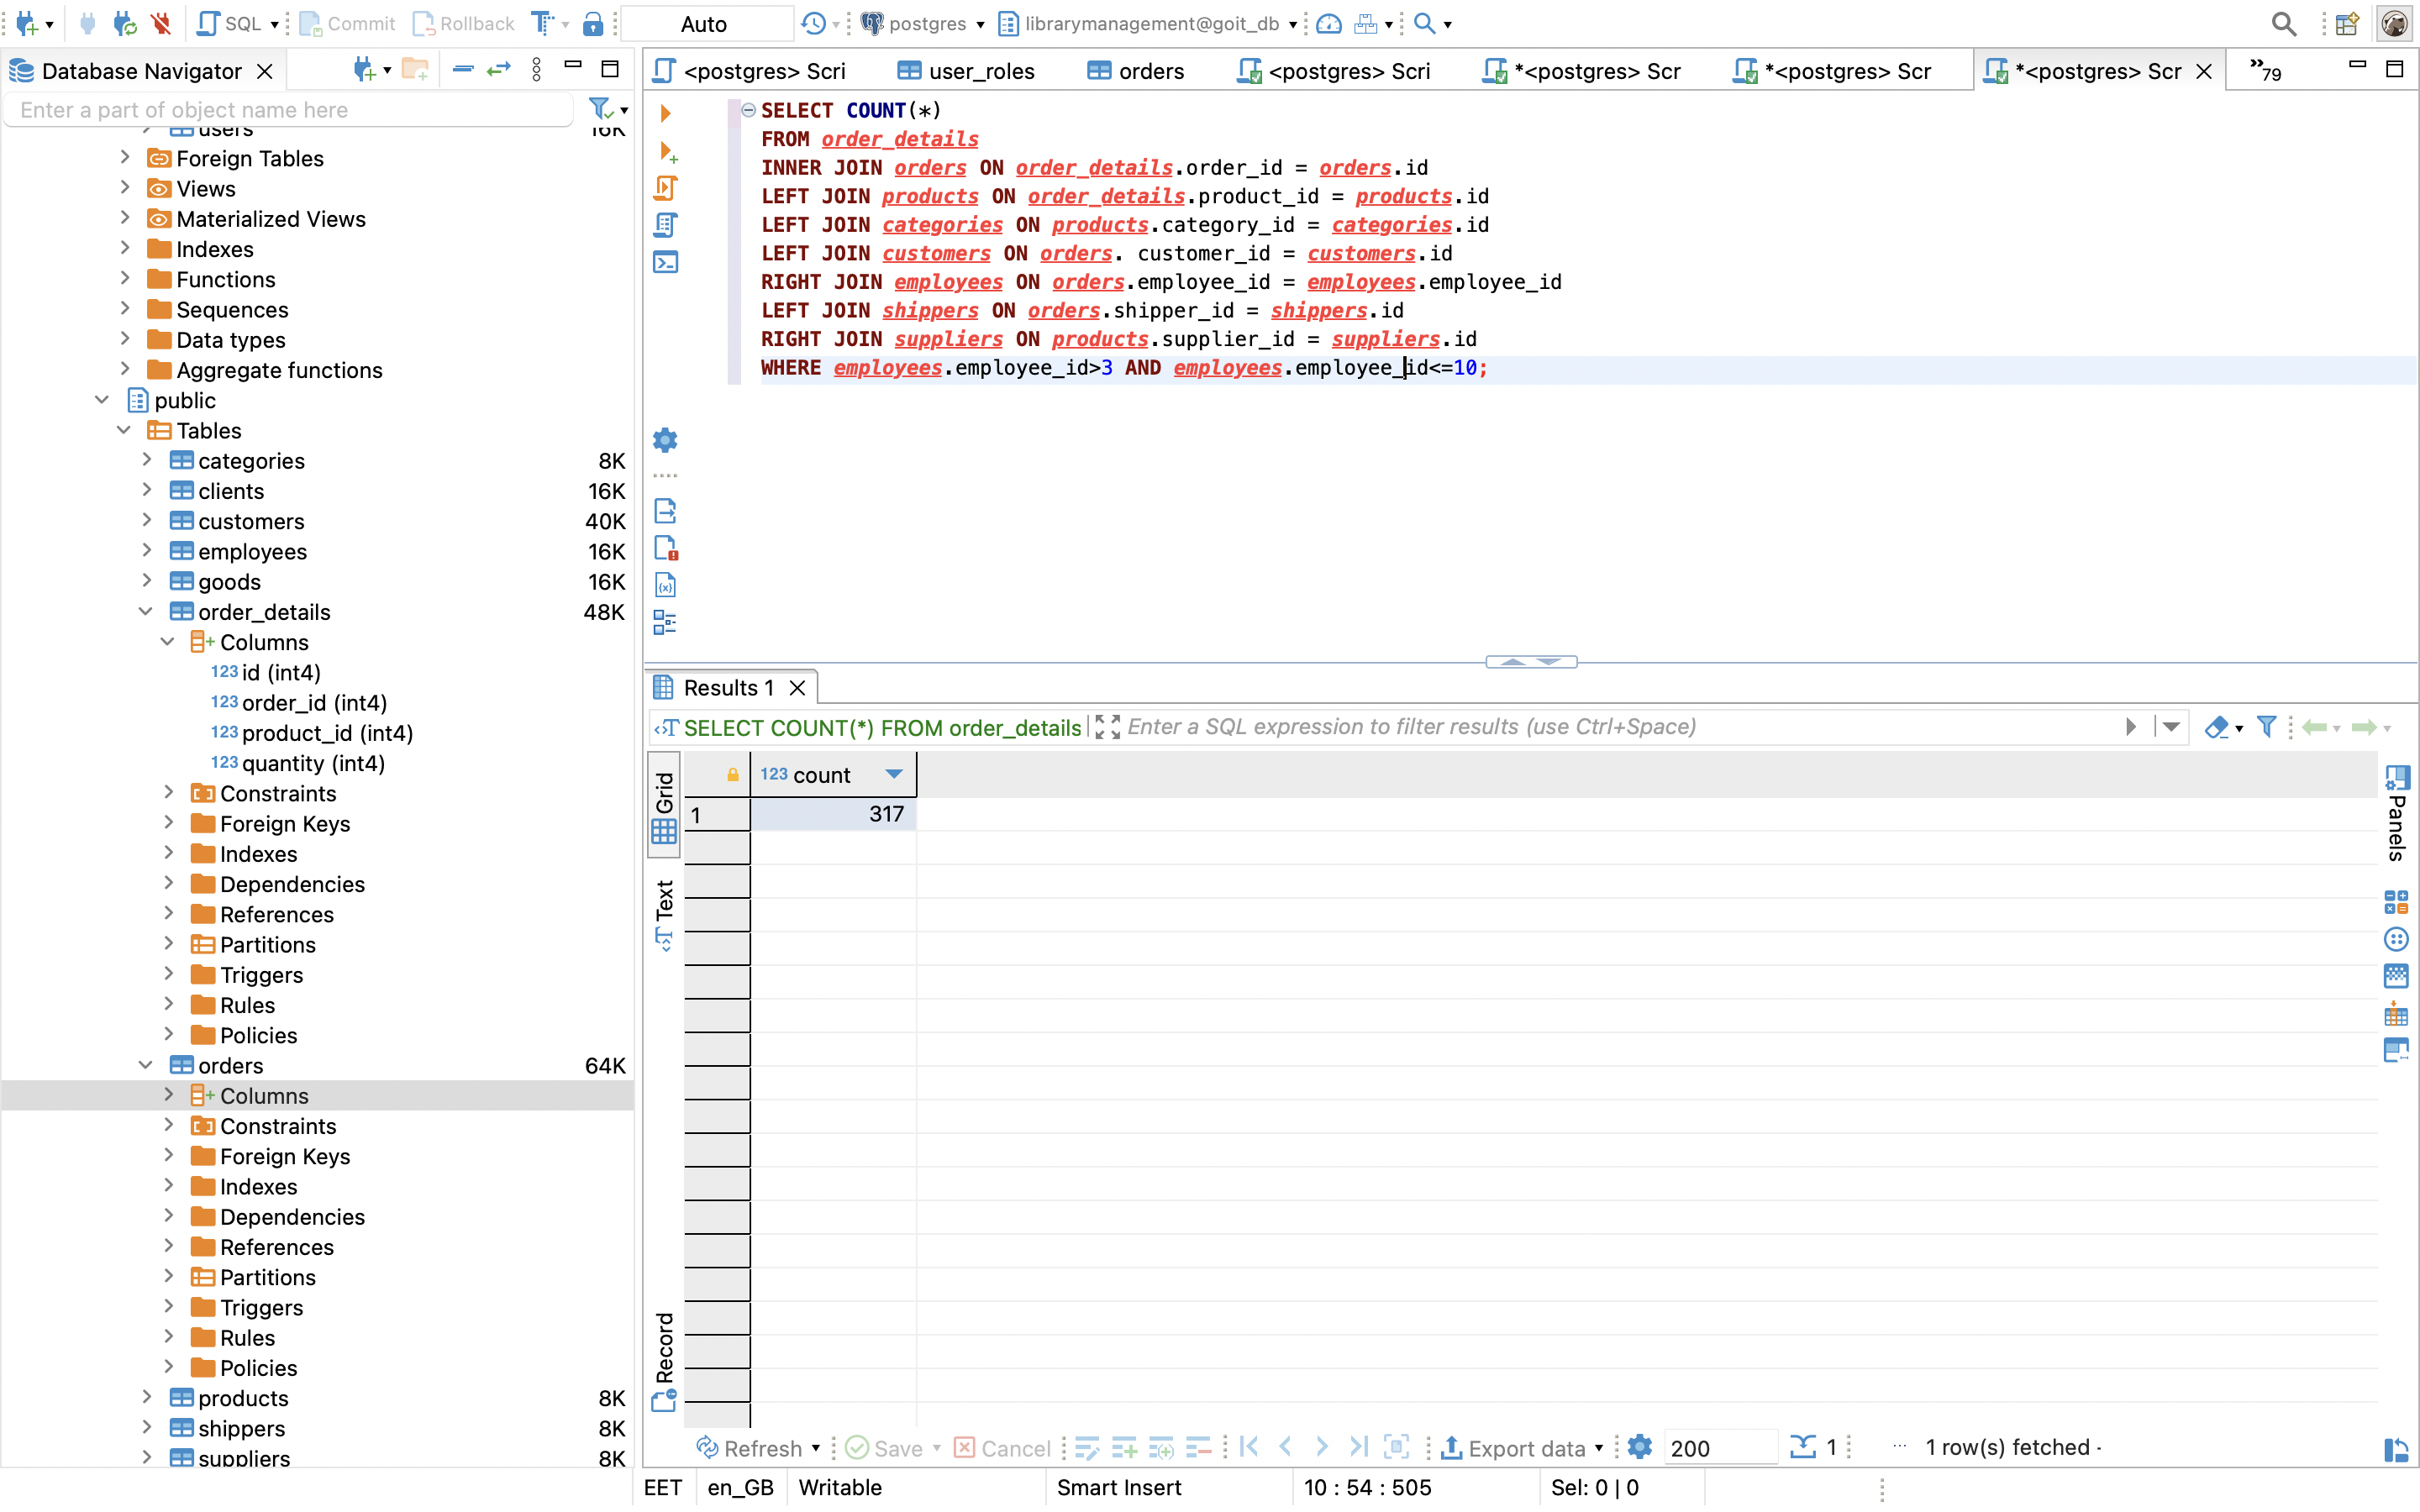 SQL
Commit
Rollback
Auto
postgres
librarymanagement@goit_db
Database Navigator
<postgres> Scri
user_roles
orders
<postgres> Scri
*<postgres> Scr
*<postgres> Scr
*<postgres> Scr
»79
Enter a part of object name here
users 16K
Foreign Tables
Views
Materialized Views
Indexes
Functions
Sequences
Data types
Aggregate functions
public
Tables
categories 8K
clients 16K
customers 40K
employees 16K
goods 16K
order_details 48K
Columns
123 id (int4)
123 order_id (int4)
123 product_id (int4)
123 quantity (int4)
Constraints
Foreign Keys
Indexes
Dependencies
References
Partitions
Triggers
Rules
Policies
orders 64K
Columns
Constraints
Foreign Keys
Indexes
Dependencies
References
Partitions
Triggers
Rules
Policies
products 8K
shippers 8K
suppliers 8K
SELECT COUNT(*)
FROM order_details
INNER JOIN orders ON order_details.order_id = orders.id
LEFT JOIN products ON order_details.product_id = products.id
LEFT JOIN categories ON products.category_id = categories.id
LEFT JOIN customers ON orders. customer_id = customers.id
RIGHT JOIN employees ON orders.employee_id = employees.employee_id
LEFT JOIN shippers ON orders.shipper_id = shippers.id
RIGHT JOIN suppliers ON products.supplier_id = suppliers.id
WHERE employees.employee_id>3 AND employees.employee_id<=10;
Results 1
SELECT COUNT(*) FROM order_details
Enter a SQL expression to filter results (use Ctrl+Space)
Grid
Text
Record
123 count
1 317
Panels
Refresh
Save
Cancel
Export data
200
1
... 1 row(s) fetched -
EET
en_GB
Writable
Smart Insert
10 : 54 : 505
Sel: 0 | 0